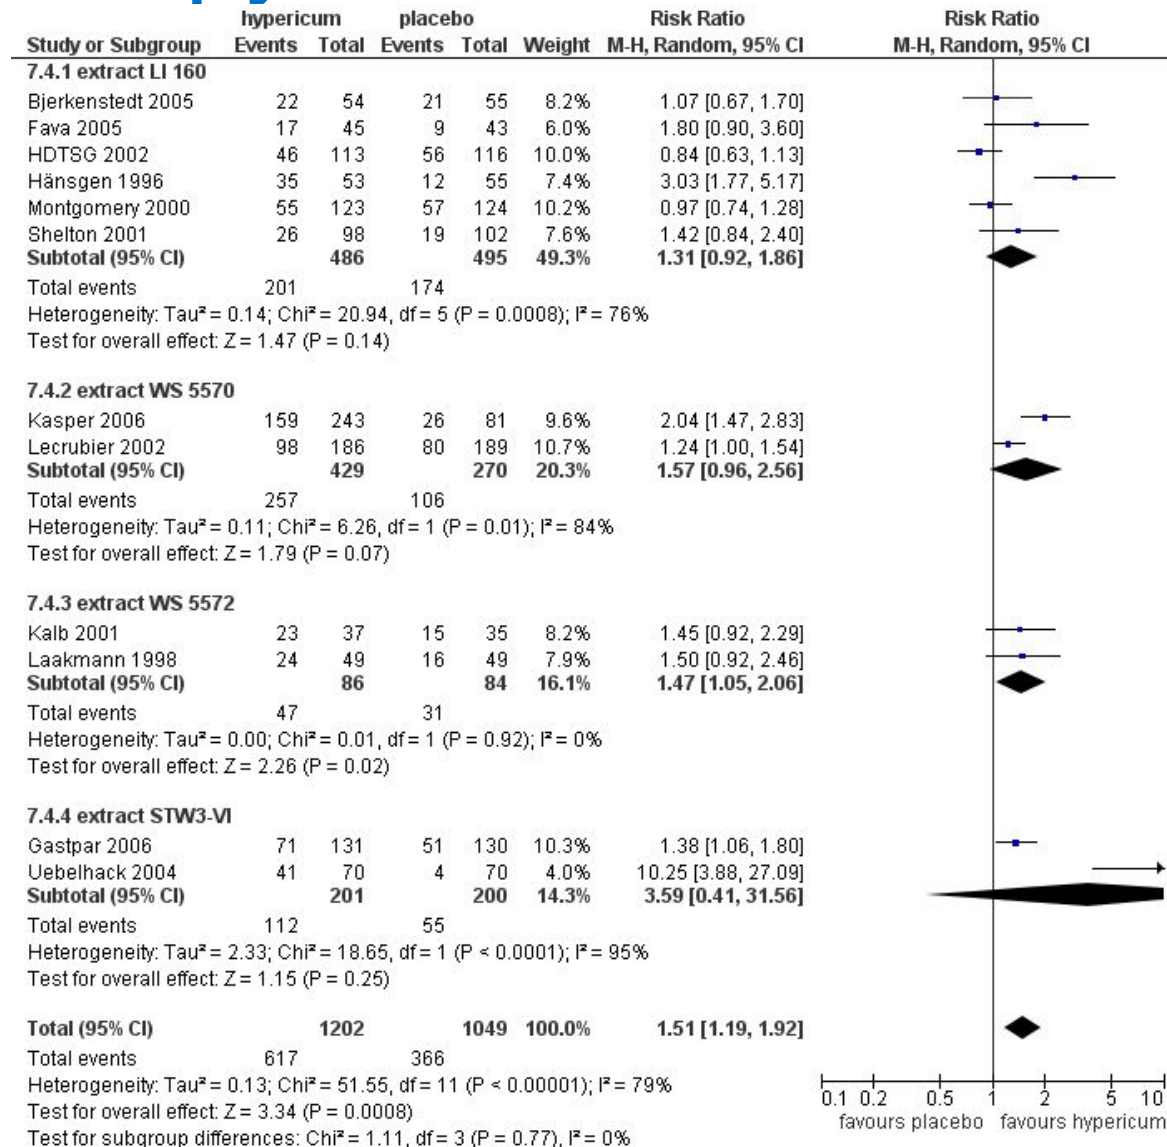 hypericum placebo Risk Ratio Risk Ratio
Study or Subgroup Events Total Events Total Weight M-H, Random, 95% CI M-H, Random, 95% CI
7.4.1 extract LI 160
Bjerkenstedt 2005 22 54 21 55 8.2% 1.07 [0.67, 1.70]
Fava 2005 17 45 9 43 6.0% 1.80 [0.90, 3.60]
HDTSG 2002 46 113 56 116 10.0% 0.84 [0.63, 1.13]
Hänsgen 1996 35 53 12 55 7.4% 3.03 [1.77, 5.17]
Montgomery 2000 55 123 57 124 10.2% 0.97 [0.74, 1.28]
Shelton 2001 26 98 19 102 7.6% 1.42 [0.84, 2.40]
Subtotal (95% CI) 486 495 49.3% 1.31 [0.92, 1.86]
Total events 201 174
Heterogeneity: Tau² = 0.14; Chi² = 20.94, df = 5 (P = 0.0008); I² = 76%
Test for overall effect: Z = 1.47 (P = 0.14)
7.4.2 extract WS 5570
Kasper 2006 159 243 26 81 9.6% 2.04 [1.47, 2.83]
Lecrubier 2002 98 186 80 189 10.7% 1.24 [1.00, 1.54]
Subtotal (95% CI) 429 270 20.3% 1.57 [0.96, 2.56]
Total events 257 106
Heterogeneity: Tau² = 0.11; Chi² = 6.26, df = 1 (P = 0.01); I² = 84%
Test for overall effect: Z = 1.79 (P = 0.07)
7.4.3 extract WS 5572
Kalb 2001 23 37 15 35 8.2% 1.45 [0.92, 2.29]
Laakmann 1998 24 49 16 49 7.9% 1.50 [0.92, 2.46]
Subtotal (95% CI) 86 84 16.1% 1.47 [1.05, 2.06]
Total events 47 31
Heterogeneity: Tau² = 0.00; Chi² = 0.01, df = 1 (P = 0.92); I² = 0%
Test for overall effect: Z = 2.26 (P = 0.02)
7.4.4 extract STW3-VI
Gastpar 2006 71 131 51 130 10.3% 1.38 [1.06, 1.80]
Uebelhack 2004 41 70 4 70 4.0% 10.25 [3.88, 27.09]
Subtotal (95% CI) 201 200 14.3% 3.59 [0.41, 31.56]
Total events 112 55
Heterogeneity: Tau² = 2.33; Chi² = 18.65, df = 1 (P < 0.0001); I² = 95%
Test for overall effect: Z = 1.15 (P = 0.25)
Total (95% CI) 1202 1049 100.0% 1.51 [1.19, 1.92]
Total events 617 366
Heterogeneity: Tau² = 0.13; Chi² = 51.55, df = 11 (P < 0.00001); I² = 79%
Test for overall effect: Z = 3.34 (P = 0.0008)
Test for subgroup differences: Chi² = 1.11, df = 3 (P = 0.77), I² = 0%
0.1 0.2 0.5 1 2 5 10
favours placebo favours hypericum